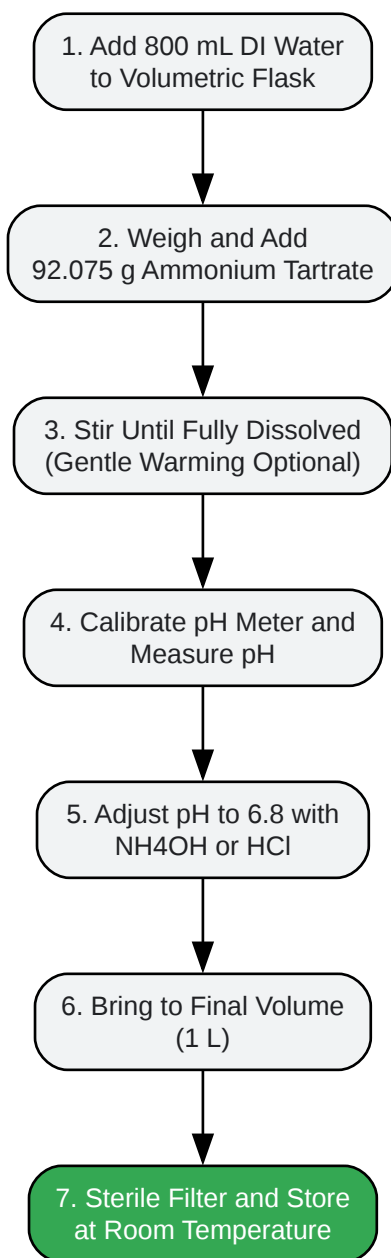 1. Add 800 mL DI Water
to Volumetric Flask
2. Weigh and Add
92.075 g Ammonium Tartrate
3. Stir Until Fully Dissolved
(Gentle Warming Optional)
4. Calibrate pH Meter and
Measure pH
5. Adjust pH to 6.8 with
NH4OH or HCl
6. Bring to Final Volume
(1 L)
7. Sterile Filter and Store
at Room Temperature